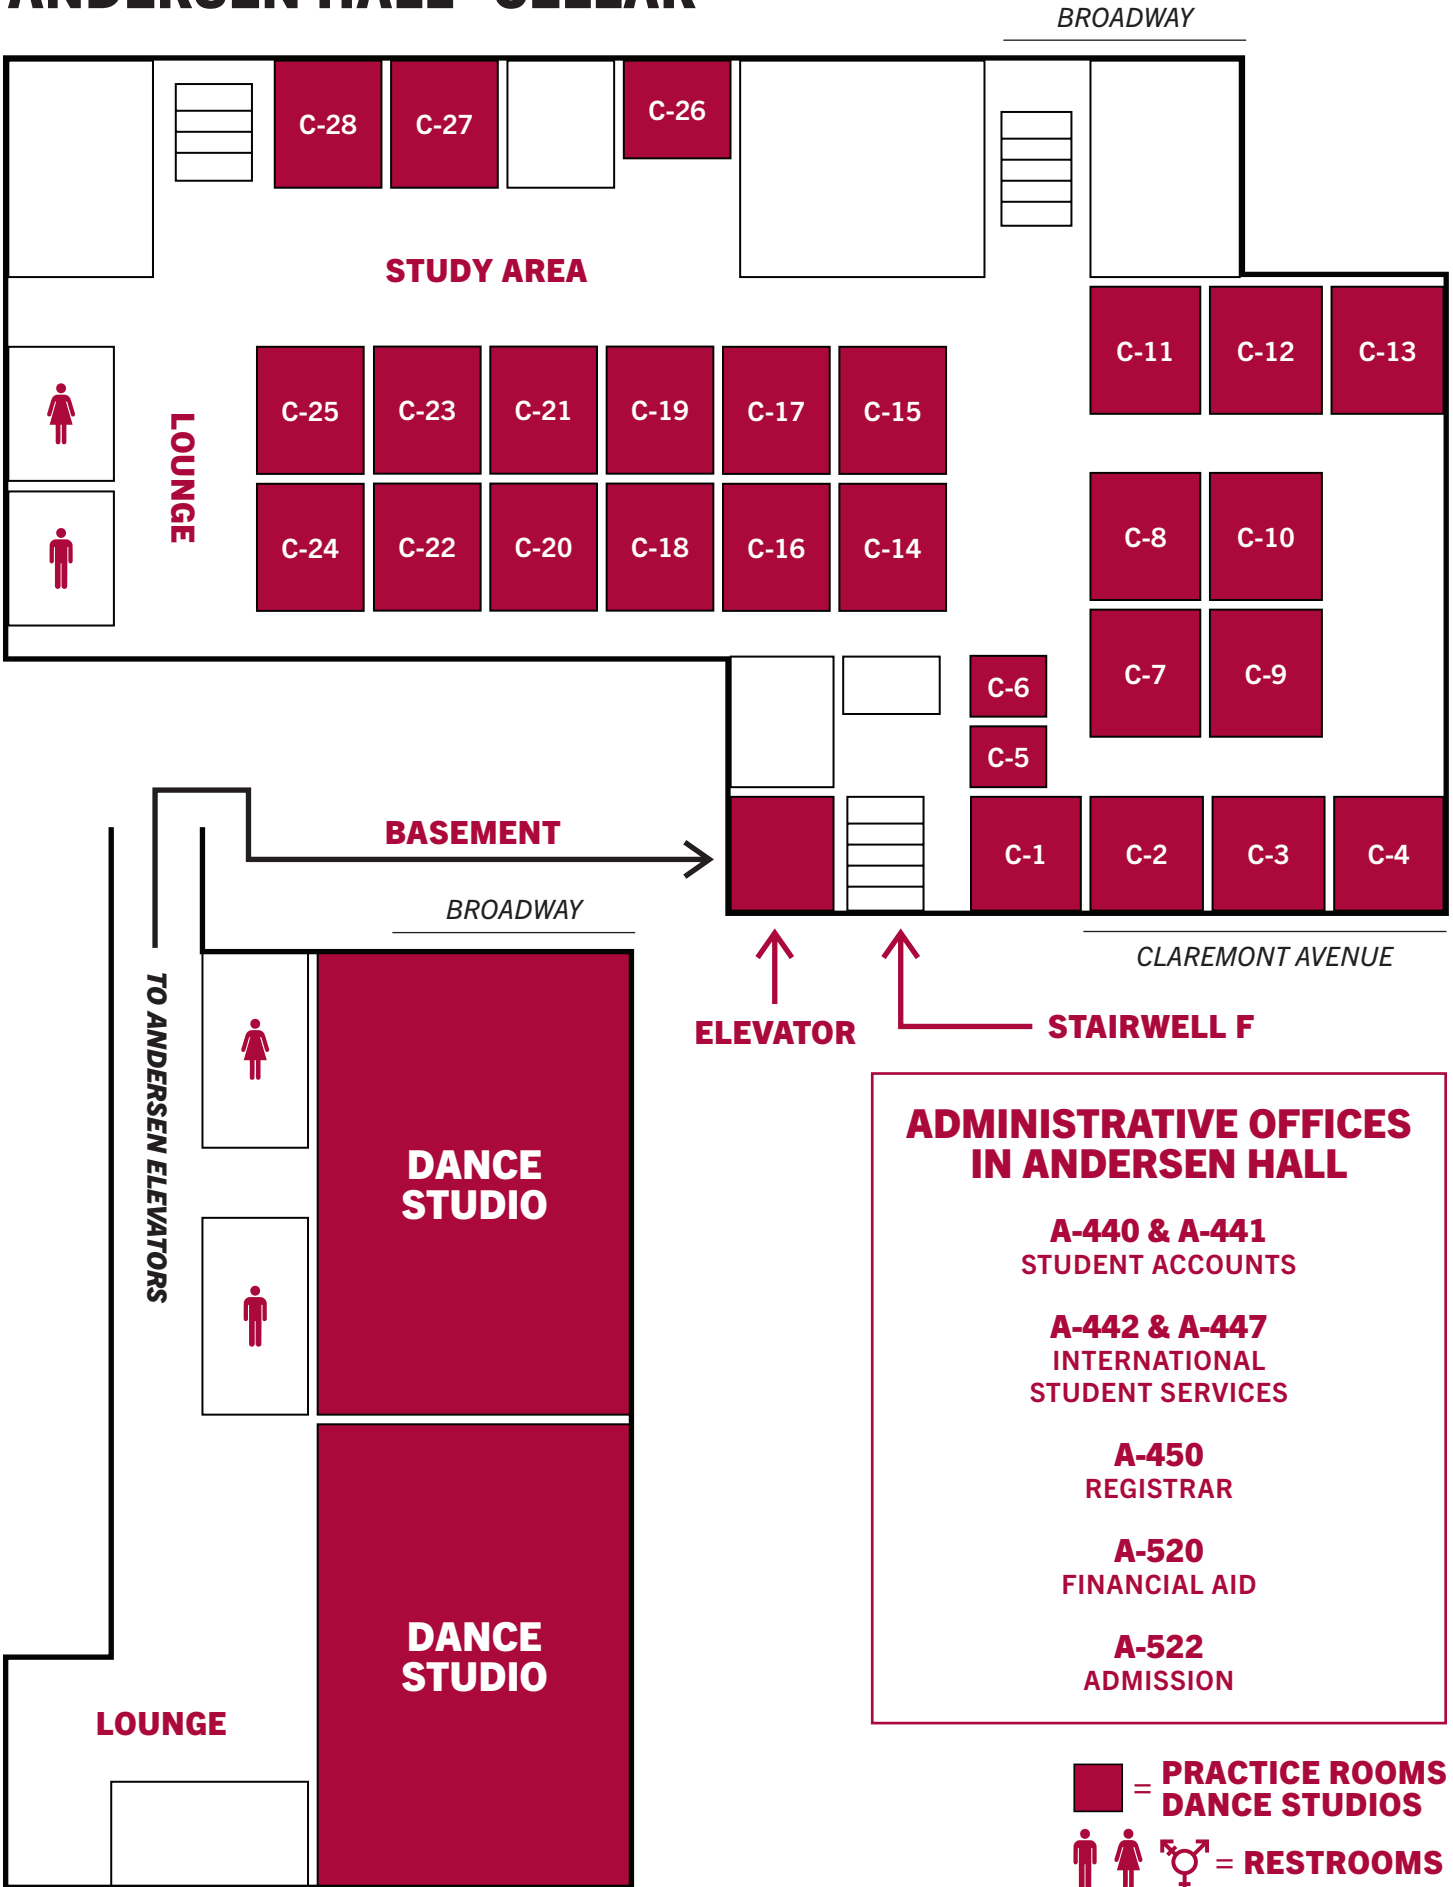 ANDERSEN HALL
CELLAR
BROADWAY
C-28
C-27
C-26
STUDY AREA
C-11
C-12
C-13
C-25
C-23
C-21
C-19
C-17
C-15
LOUNGE
C-24
C-22
C-20
C-18
C-16
C-14
C-8
C-10
C-7
C-9
C-6
C-5
C-1
C-2
C-3
C-4
BASEMENT
BROADWAY
CLAREMONT AVENUE
ELEVATOR
STAIRWELL F
TO ANDERSEN ELEVATORS
DANCE
STUDIO
DANCE
STUDIO
LOUNGE
ADMINISTRATIVE OFFICES
IN ANDERSEN HALL
A-440 & A-441
STUDENT ACCOUNTS
A-442 & A-447
INTERNATIONAL
STUDENT SERVICES
A-450
REGISTRAR
A-520
FINANCIAL AID
A-522
ADMISSION
= PRACTICE ROOMS
DANCE STUDIOS
= RESTROOMS